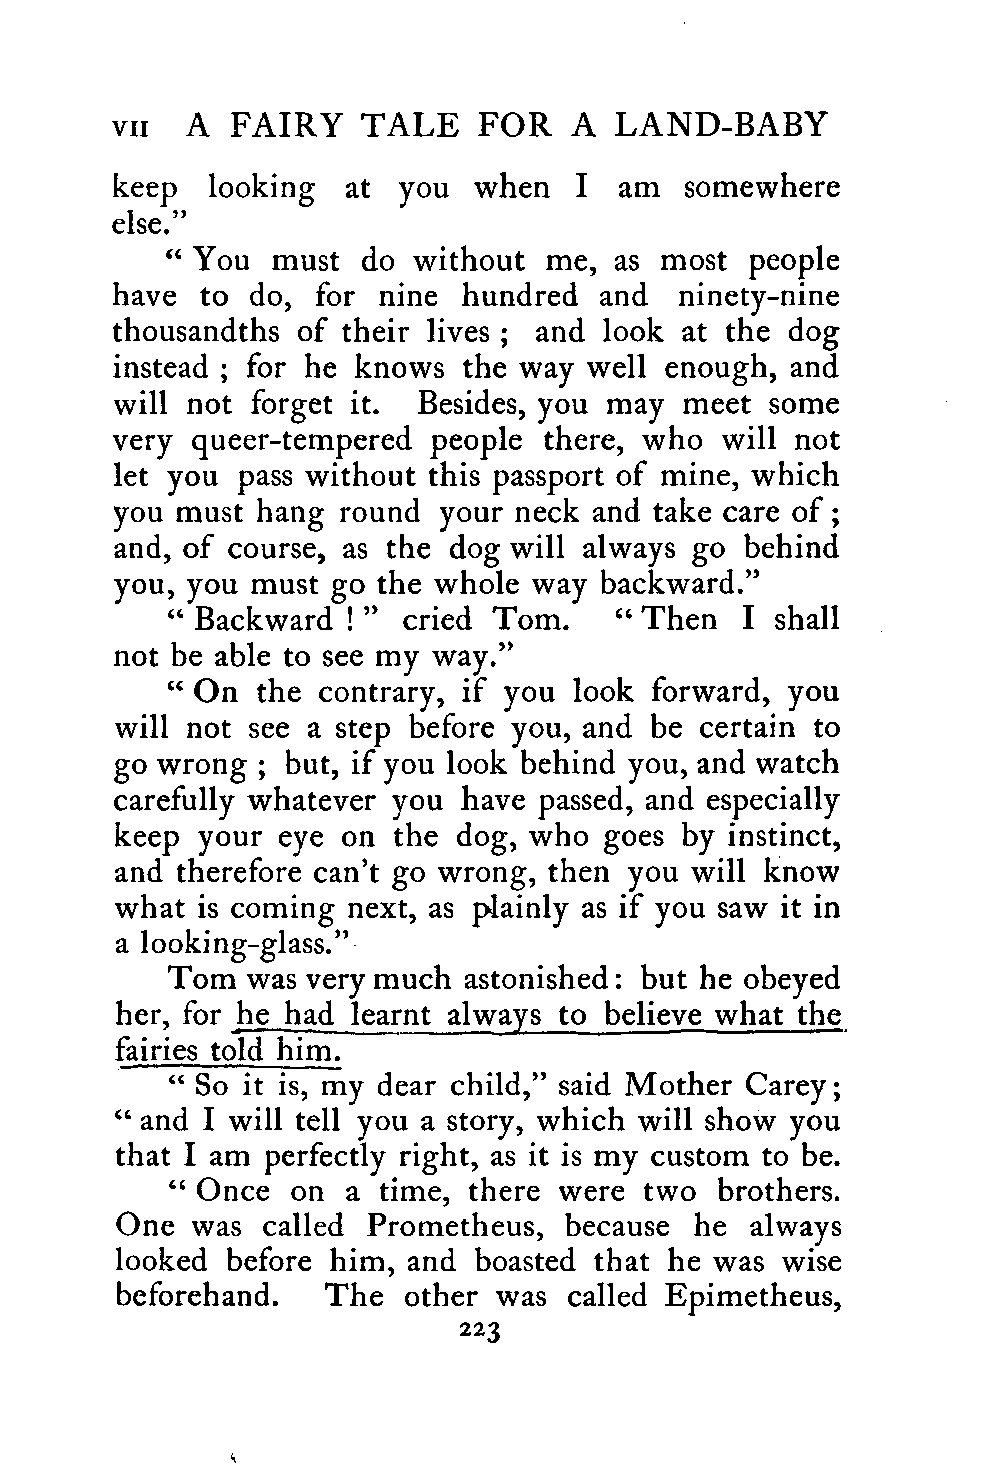 VII A FAIRY TALE FOR A LAND-BABY
keep looking at you when I am somewhere
else.”
“ You must do without me, as most people
have to do, for nine hundred and ninety-nine
thousandths of their lives ; and look at the dog
instead ; for he knows the way well enough, and
will not forget it. Besides, you may meet some
very queer-tempered people there, who will not
let you pass without this passport of mine, which
you must hang round your neck and take care of ;
and, of course, as the dog will always go behind
you, you must go the whole way backward.”
“ Backward ! ” cried Tom. “ Then I shall
not be able to see my way.”
“ On the contrary, if you look forward, you
will not see a step before you, and be certain to
go wrong ; but, if you look behind you, and watch
carefully whatever you have passed, and especially
keep your eye on the dog, who goes by instinct,
and therefore can’t go wrong, then you will know
what is coming next, as plainly as if you saw it in
a looking-glass.”
Tom was very much astonished : but he obeyed
her, for he had learnt always to believe what the
fairies told him.
“ So it is, my dear child,” said Mother Carey ;
“ and I will tell you a story, which will show you
that I am perfectly right, as it is my custom to be.
“ Once on a time, there were two brothers.
One was called Prometheus, because he always
looked before him, and boasted that he was wise
beforehand. The other was called Epimetheus,
223